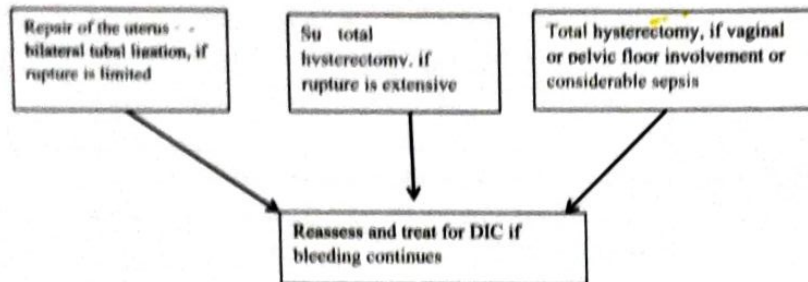 Repair of the uterus - -
bilateral tubal ligation, if
rupture is limited
Su total
hysterectomy, if
rupture is extensive
Total hysterectomy, if vaginal
or pelvic floor involvement or
considerable sepsis
Reassess and treat for DIC if
bleeding continues